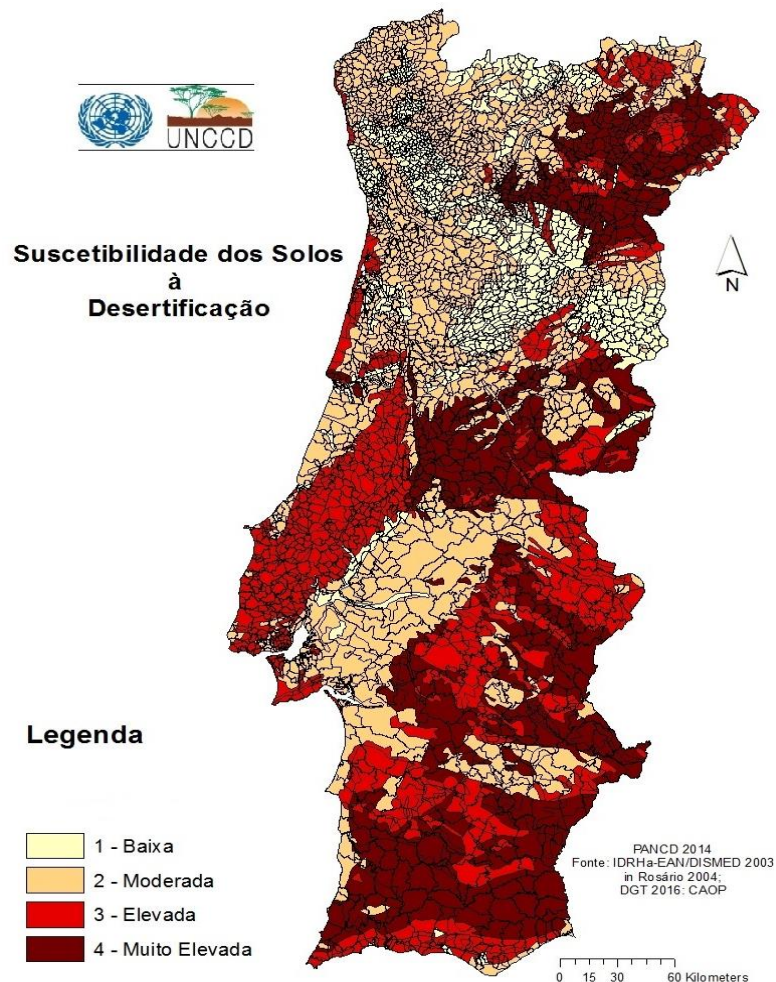 UNCCD
Suscetibilidade dos Solos
à
Desertificação
N
Legenda
1 - Baixa
2 - Moderada
3 - Elevada
4 - Muito Elevada
PANCD 2014
Fonte: IDRHa-EAN/DISMED 2003
in Rosário 2004;
DGT 2016: CAOP
0 15 30 60 Kilometers